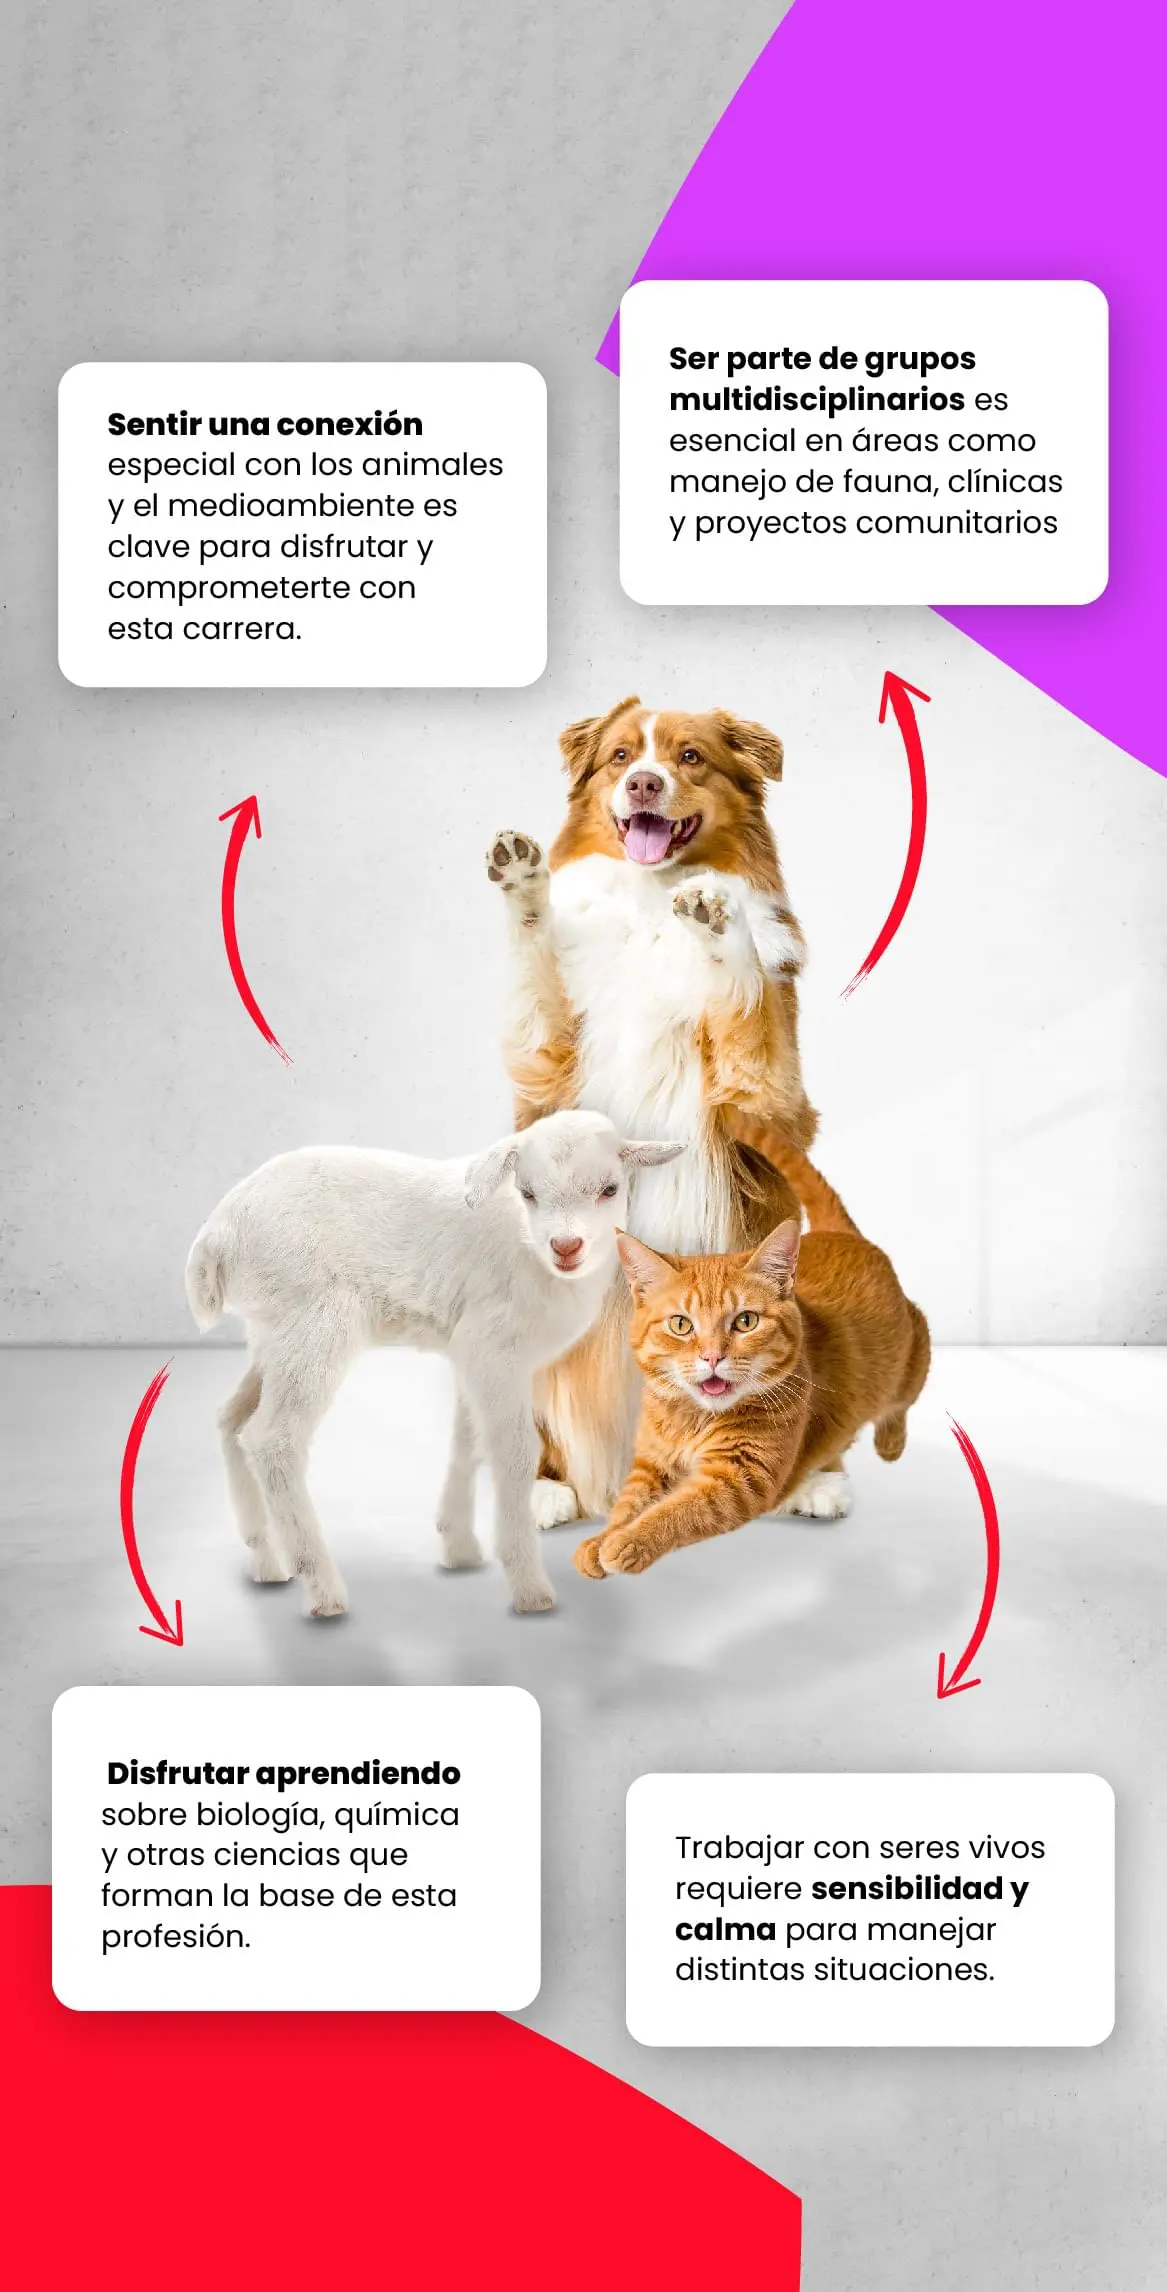 Sentir una conexión
especial con los animales
y el medioambiente es
clave para disfrutar y
comprometerte con
esta carrera.
Ser parte de grupos
multidisciplinarios es
esencial en áreas como
manejo de fauna, clínicas
y proyectos comunitarios
Disfrutar aprendiendo
sobre biología, química
y otras ciencias que
forman la base de esta
profesión.
Trabajar con seres vivos
requiere sensibilidad y
calma para manejar
distintas situaciones.